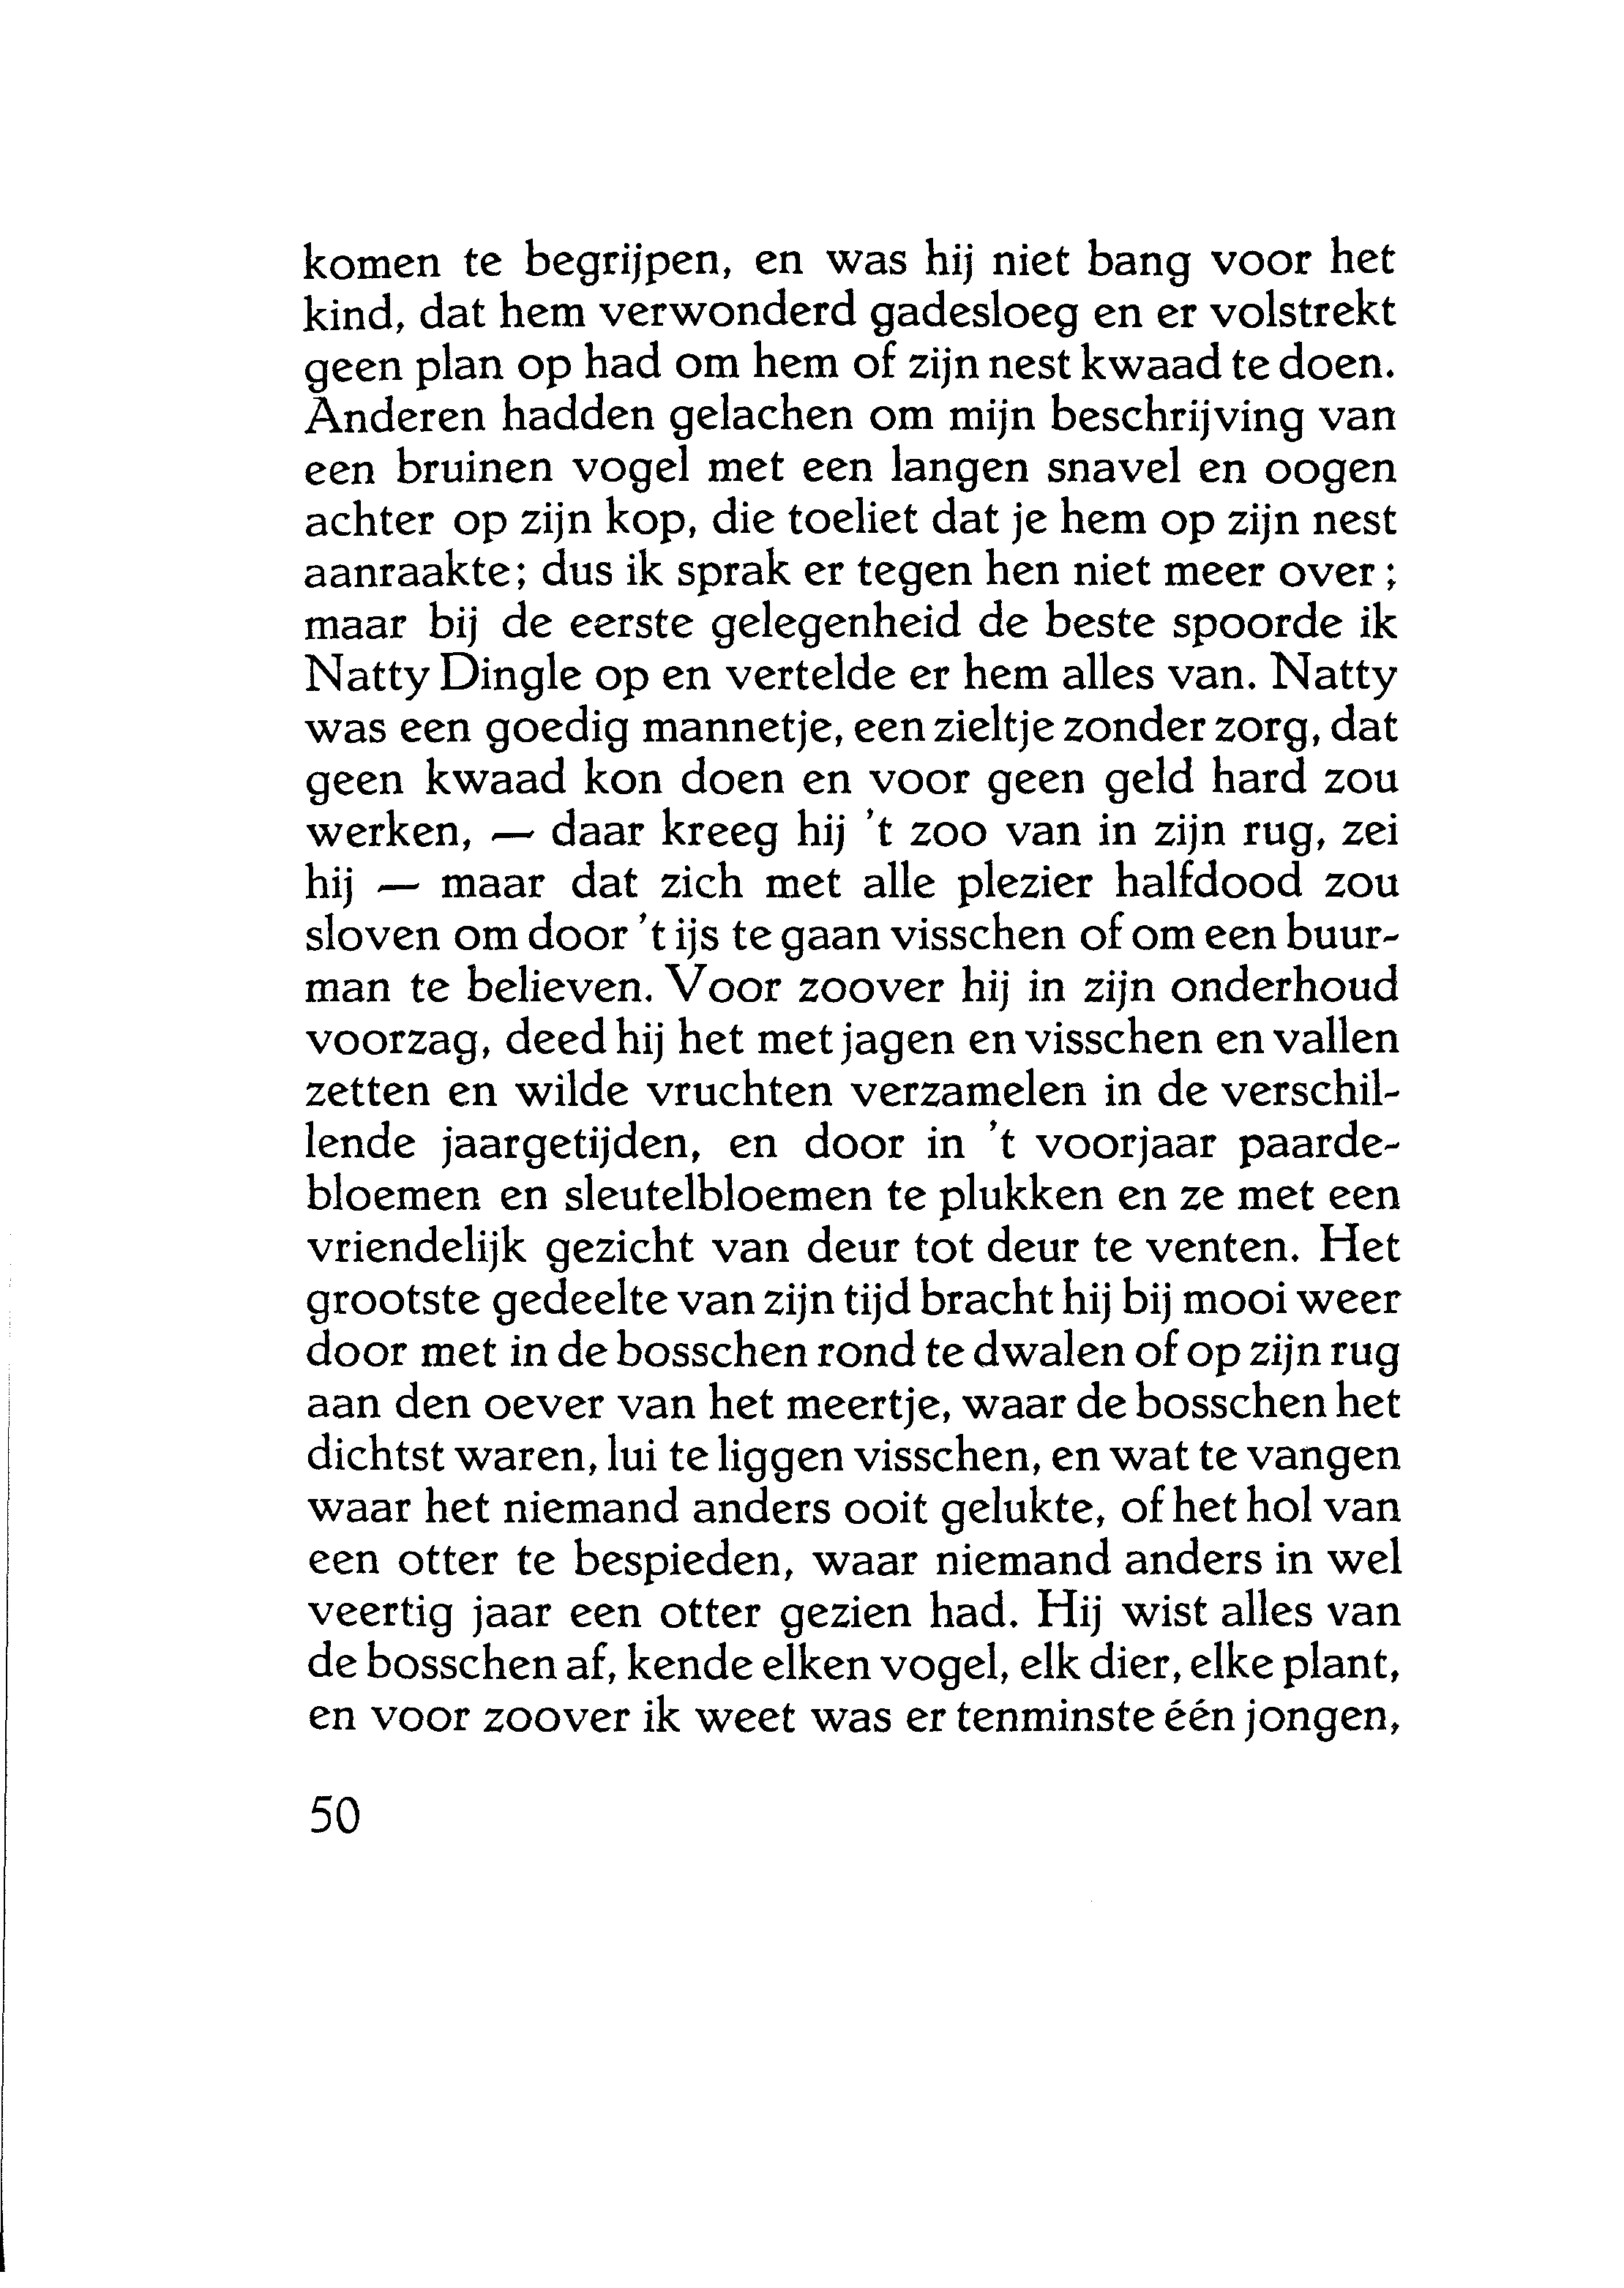 komen te begrijpen, en was hij niet bang voor het
kind, dat hem verwonderd gadesloeg en er volstrekt
geen plan op had om hem of zijn nest kwaad te doen.
Anderen hadden gelachen om mijn beschrijving van
een bruinen vogel met een langen snavel en oogen
achter op zijn kop, die toeliet dat je hem op zijn nest
aanraakte; dus ik sprak er tegen hen niet meer over;
maar bij de eerste gelegenheid de beste spoorde ik
Natty Dingle op en vertelde er hem alles van. Natty
was een goedig mannetje, een zieltje zonder zorg, dat
geen kwaad kon doen en voor geen geld hard zou
werken, — daar kreeg hij 't zoo van in zijn rug, zei
hij — maar dat zich met alle plezier halfdood zou
sloven om door 't ijs te gaan visschen of om een buur-
man te believen. Voor zoover hij in zijn onderhoud
voorzag, deed hij het met jagen en visschen en vallen
zetten en wilde vruchten verzamelen in de verschil-
lende jaargetijden, en door in 't voorjaar paarde-
bloemen en sleutelbloemen te plukken en ze met een
vriendelijk gezicht van deur tot deur te venten. Het
grootste gedeelte van zijn tijd bracht hij bij mooi weer
door met in de bosschen rond te dwalen of op zijn rug
aan den oever van het meertje, waar de bosschen het
dichtst waren, lui te liggen visschen, en wat te vangen
waar het niemand anders ooit gelukte, of het hol van
een otter te bespieden, waar niemand anders in wel
veertig jaar een otter gezien had. Hij wist alles van
de bosschen af, kende elken vogel, elk dier, elke plant,
en voor zoover ik weet was er tenminste één jongen,
50